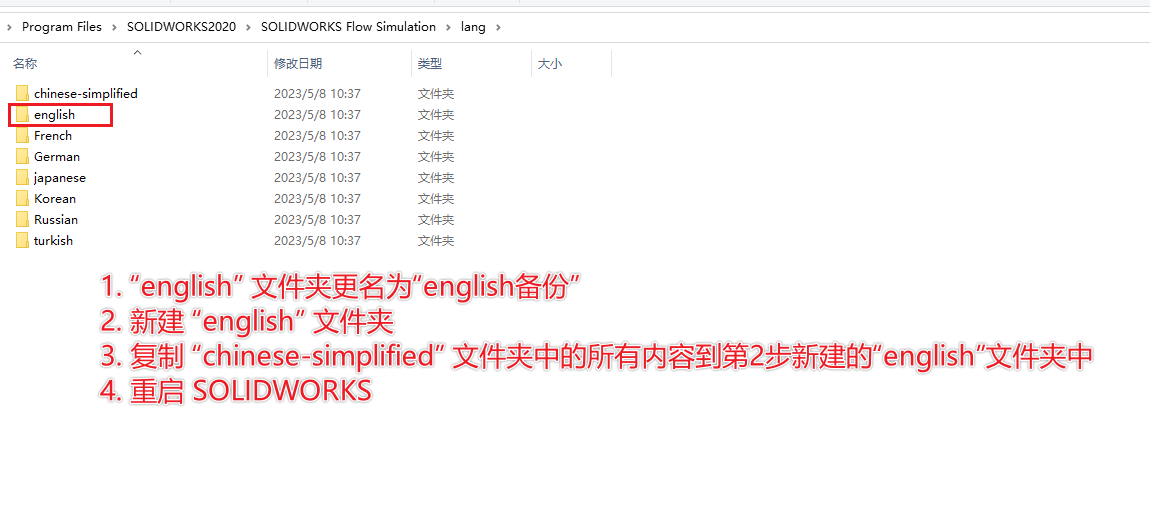 Program Files › SOLIDWORKS2020 › SOLIDWORKS Flow Simulation › lang ›
名称 修改日期 类型 大小
chinese-simplified 2023/5/8 10:37 文件夹
english 2023/5/8 10:37 文件夹
French 2023/5/8 10:37 文件夹
German 2023/5/8 10:37 文件夹
japanese 2023/5/8 10:37 文件夹
Korean 2023/5/8 10:37 文件夹
Russian 2023/5/8 10:37 文件夹
turkish 2023/5/8 10:37 文件夹
1. “english” 文件夹更名为“english备份”
2. 新建 “english” 文件夹
3. 复制 “chinese-simplified” 文件夹中的所有内容到第2步新建的“english”文件夹中
4. 重启 SOLIDWORKS